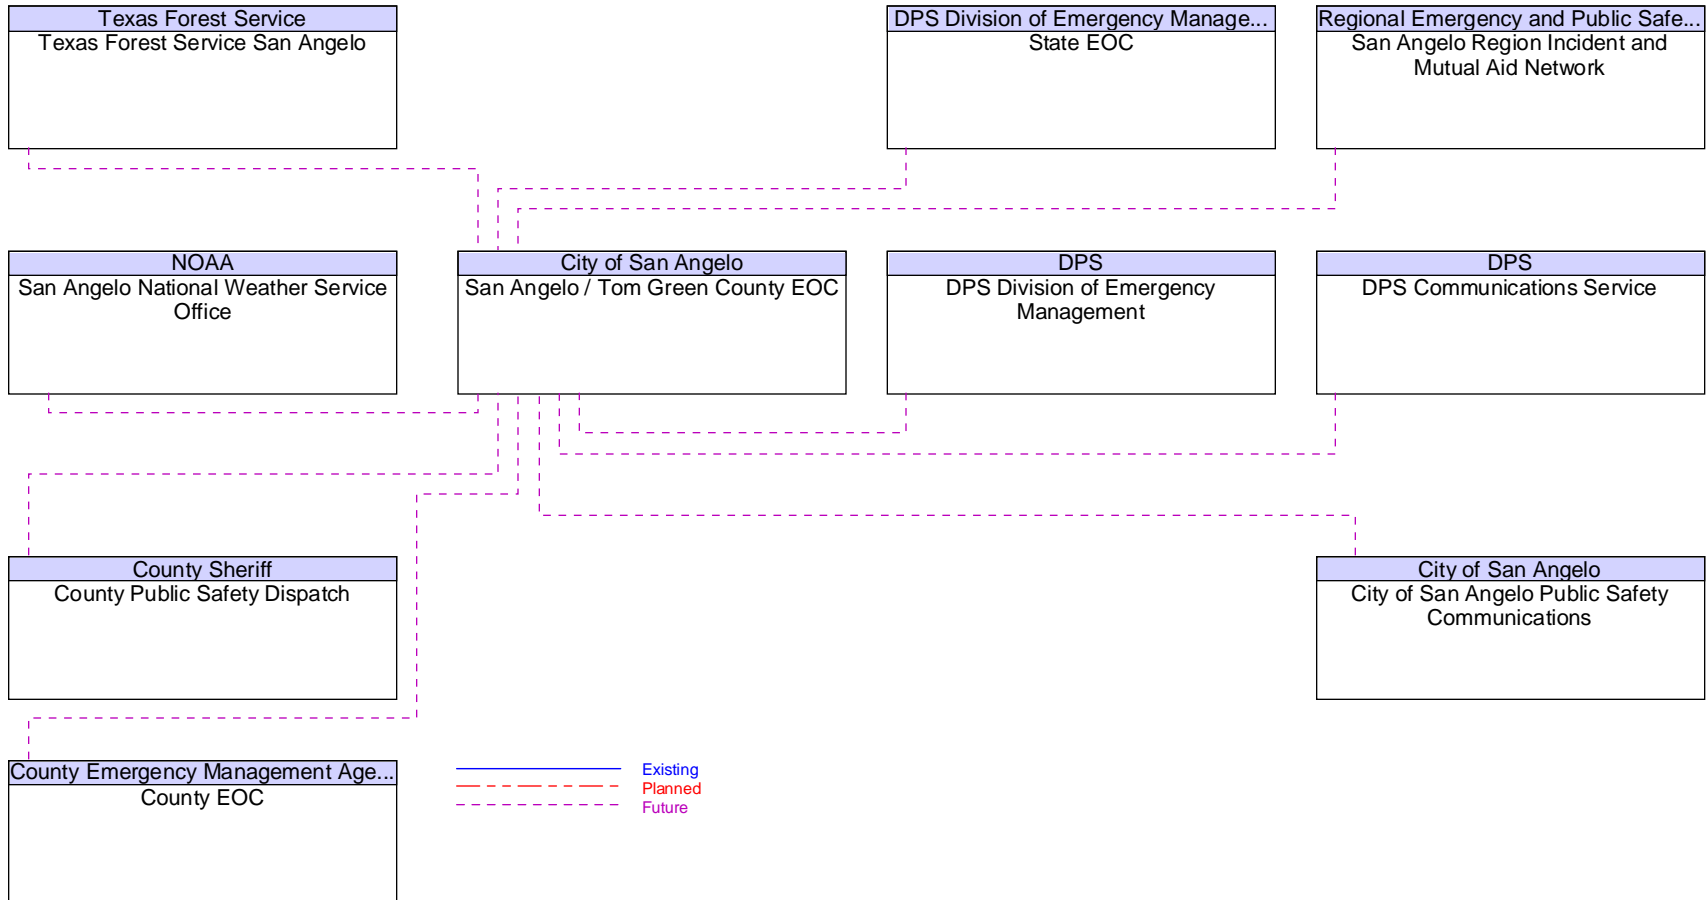 Texas Forest Service
Texas Forest Service San Angelo
DPS Division of Emergency Manage...
State EOC
Regional Emergency and Public Safe...
San Angelo Region Incident and
Mutual Aid Network
NOAA
San Angelo National Weather Service
Office
City of San Angelo
San Angelo / Tom Green County EOC
DPS
DPS Division of Emergency
Management
DPS
DPS Communications Service
County Sheriff
County Public Safety Dispatch
City of San Angelo
City of San Angelo Public Safety
Communications
County Emergency Management Age...
County EOC
Existing
Planned
Future